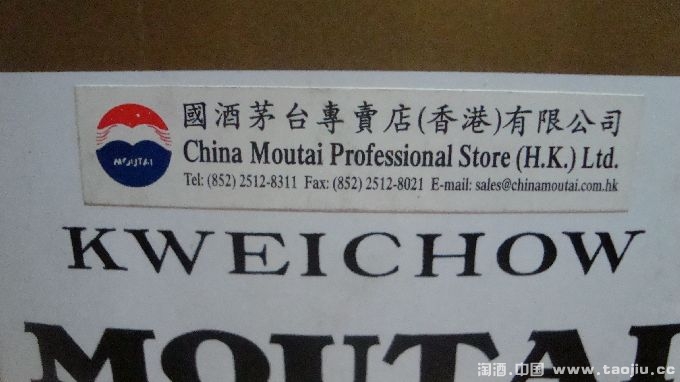 國酒茅台專賣店(香港)有限公司
MOUTAI
China Moutai Professional Store (H.K.) Ltd.
Tel: (852) 2512-8311 Fax: (852) 2512-8021 E-mail: sales@chinamoutai.com.hk
KWEICHOW
MOUTAI
淘酒.中国 www.taojiu.cc